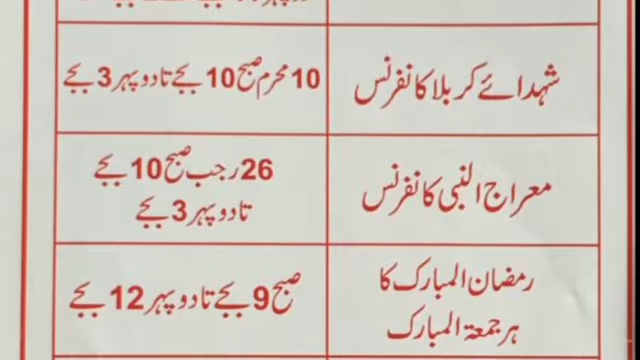 شہدائے کربلا کانفرنس
10 محرم صبح 10 بجے تا دوپہر 3 بجے
معراج النبی کانفرنس
26 رجب صبح 10 بجے
تا دوپہر 3 بجے
رمضان المبارک کا
ہر جمعۃ المبارک
صبح 9 بجے تا دوپہر 12 بجے